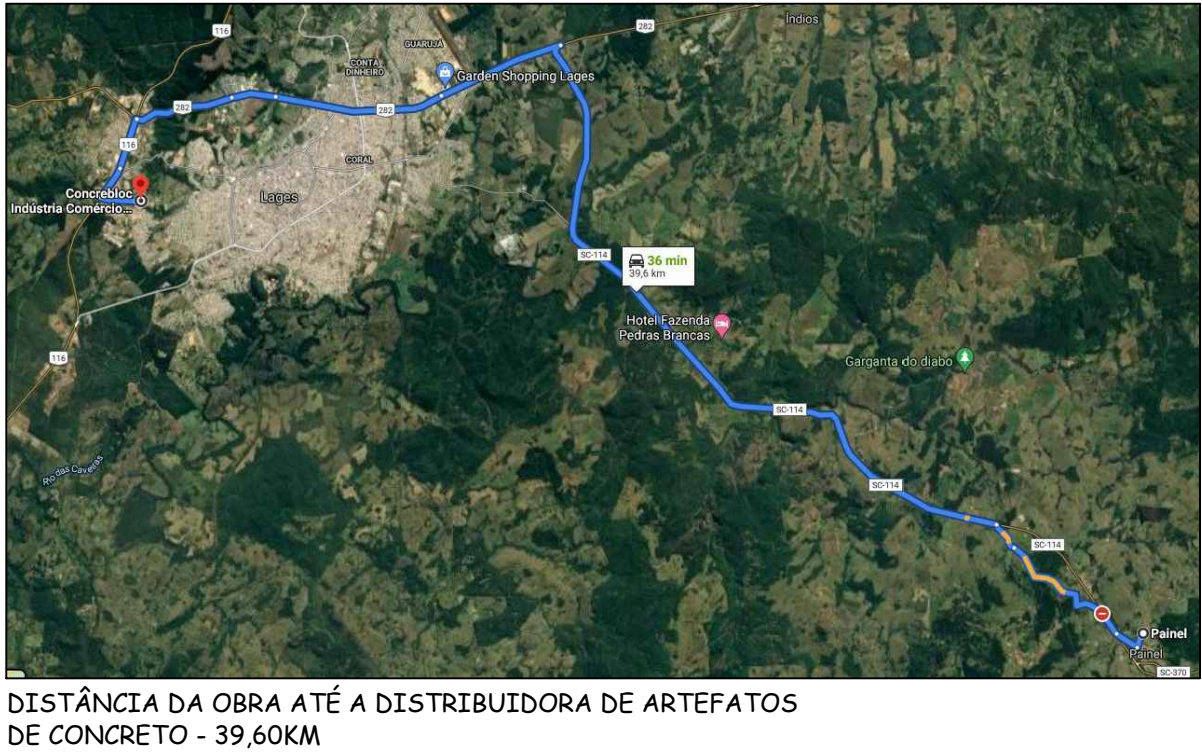 Índios
282
116
GUARUJÁ
CONTA
DINHEIRO
Garden Shopping Lages
282
282
116
CORAL
Concrebloc
Indústria Comércio...
Lages
SC-114
36 min
39,6 km
Hotel Fazenda
Pedras Brancas
Garganta do diabo
116
SC-114
Rio das Caveiras
SC-114
SC-114
Painel
Painel
SC-370
DISTÂNCIA DA OBRA ATÉ A DISTRIBUIDORA DE ARTEFATOS
DE CONCRETO - 39,60KM